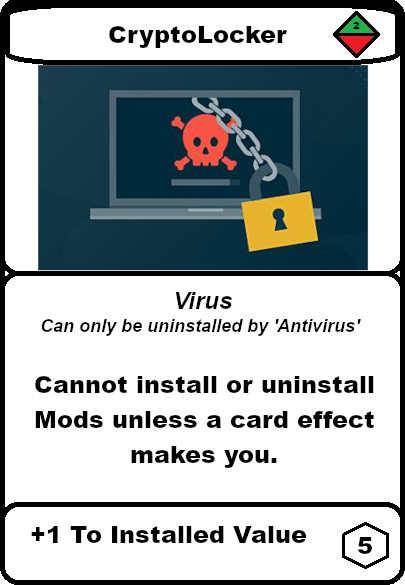 CryptoLocker
2
Virus
Can only be uninstalled by 'Antivirus'
Cannot install or uninstall
Mods unless a card effect
makes you.
+1 To Installed Value
5